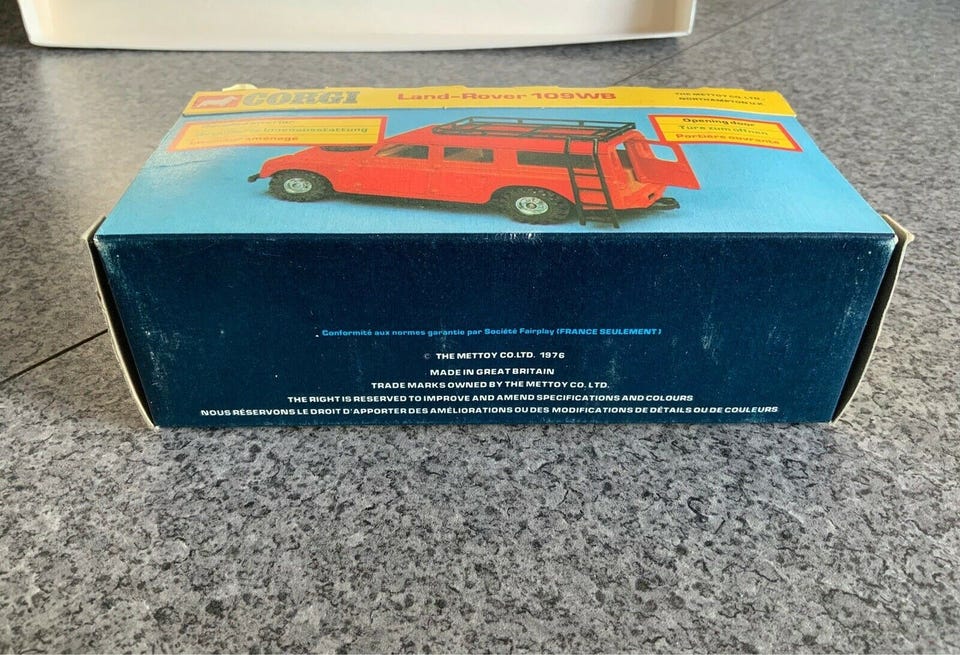 CORGI
Land-Rover 109WB
THE METTOY CO. LTD.,
NORTHAMPTON U.K.
Innenausstattung
aménagé
Opening door
Türe zum öffnen
Portière ouvrante
Conformité aux normes garantie par Société Fairplay (FRANCE SEULEMENT)
© THE METTOY CO.LTD. 1976
MADE IN GREAT BRITAIN
TRADE MARKS OWNED BY THE METTOY CO. LTD.
THE RIGHT IS RESERVED TO IMPROVE AND AMEND SPECIFICATIONS AND COLOURS
NOUS RÉSERVONS LE DROIT D'APPORTER DES AMÉLIORATIONS OU DES MODIFICATIONS DE DÉTAILS OU DE COULEURS